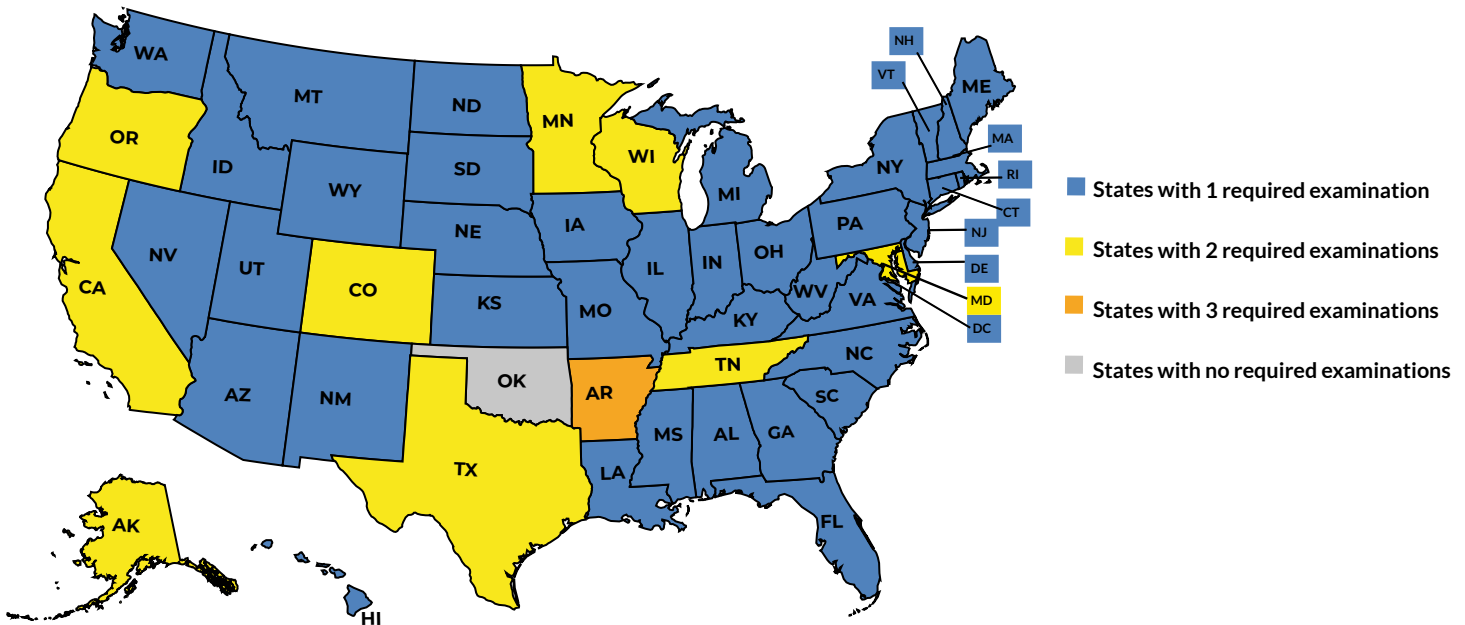 WA
OR
CA
NV
ID
MT
WY
UT
AZ
CO
NM
ND
SD
NE
KS
OK
TX
MN
IA
MO
AR
LA
WI
IL
MI
IN
OH
KY
TN
MS
AL
GA
FL
SC
NC
VA
WV
PA
NY
ME
NH
VT
MA
RI
CT
NJ
DE
MD
DC
AK
HI
States with 1 required examination
States with 2 required examinations
States with 3 required examinations
States with no required examinations